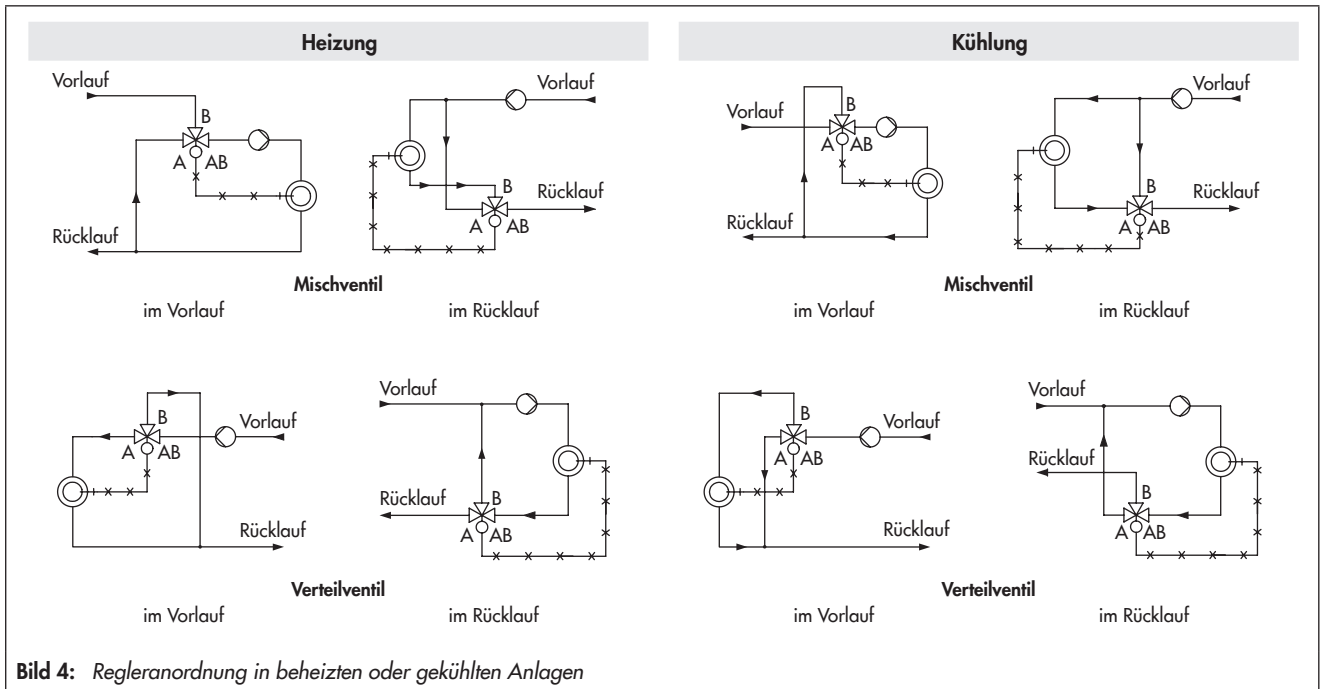 Heizung
Kühlung
Vorlauf
B
A
AB
Rücklauf
Vorlauf
B
Rücklauf
A
AB
Mischventil
im Vorlauf
im Rücklauf
Vorlauf
B
A
AB
Rücklauf
Vorlauf
B
Rücklauf
A
AB
Mischventil
im Vorlauf
im Rücklauf
B
Vorlauf
A
AB
Rücklauf
Vorlauf
Rücklauf
B
A
AB
Verteilventil
im Vorlauf
im Rücklauf
B
Vorlauf
A
AB
Rücklauf
Vorlauf
Rücklauf
B
A
AB
Verteilventil
im Vorlauf
im Rücklauf
Bild 4: Regleranordnung in beheizten oder gekühlten Anlagen